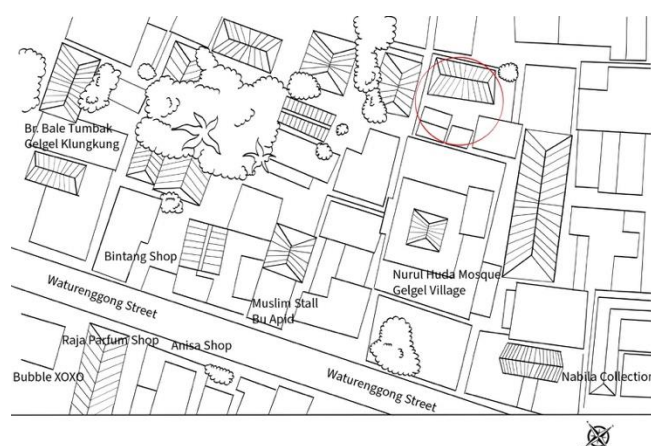 Br. Bale Tumbak
Gelgel Klungkung
Bintang Shop
Nurul Huda Mosque
Gelgel Village
Waturenggong Street
Muslim Stall
Bu Apid
Raja Parfum Shop
Anisa Shop
Bubble XOXO
Waturenggong Street
Nabila Collection